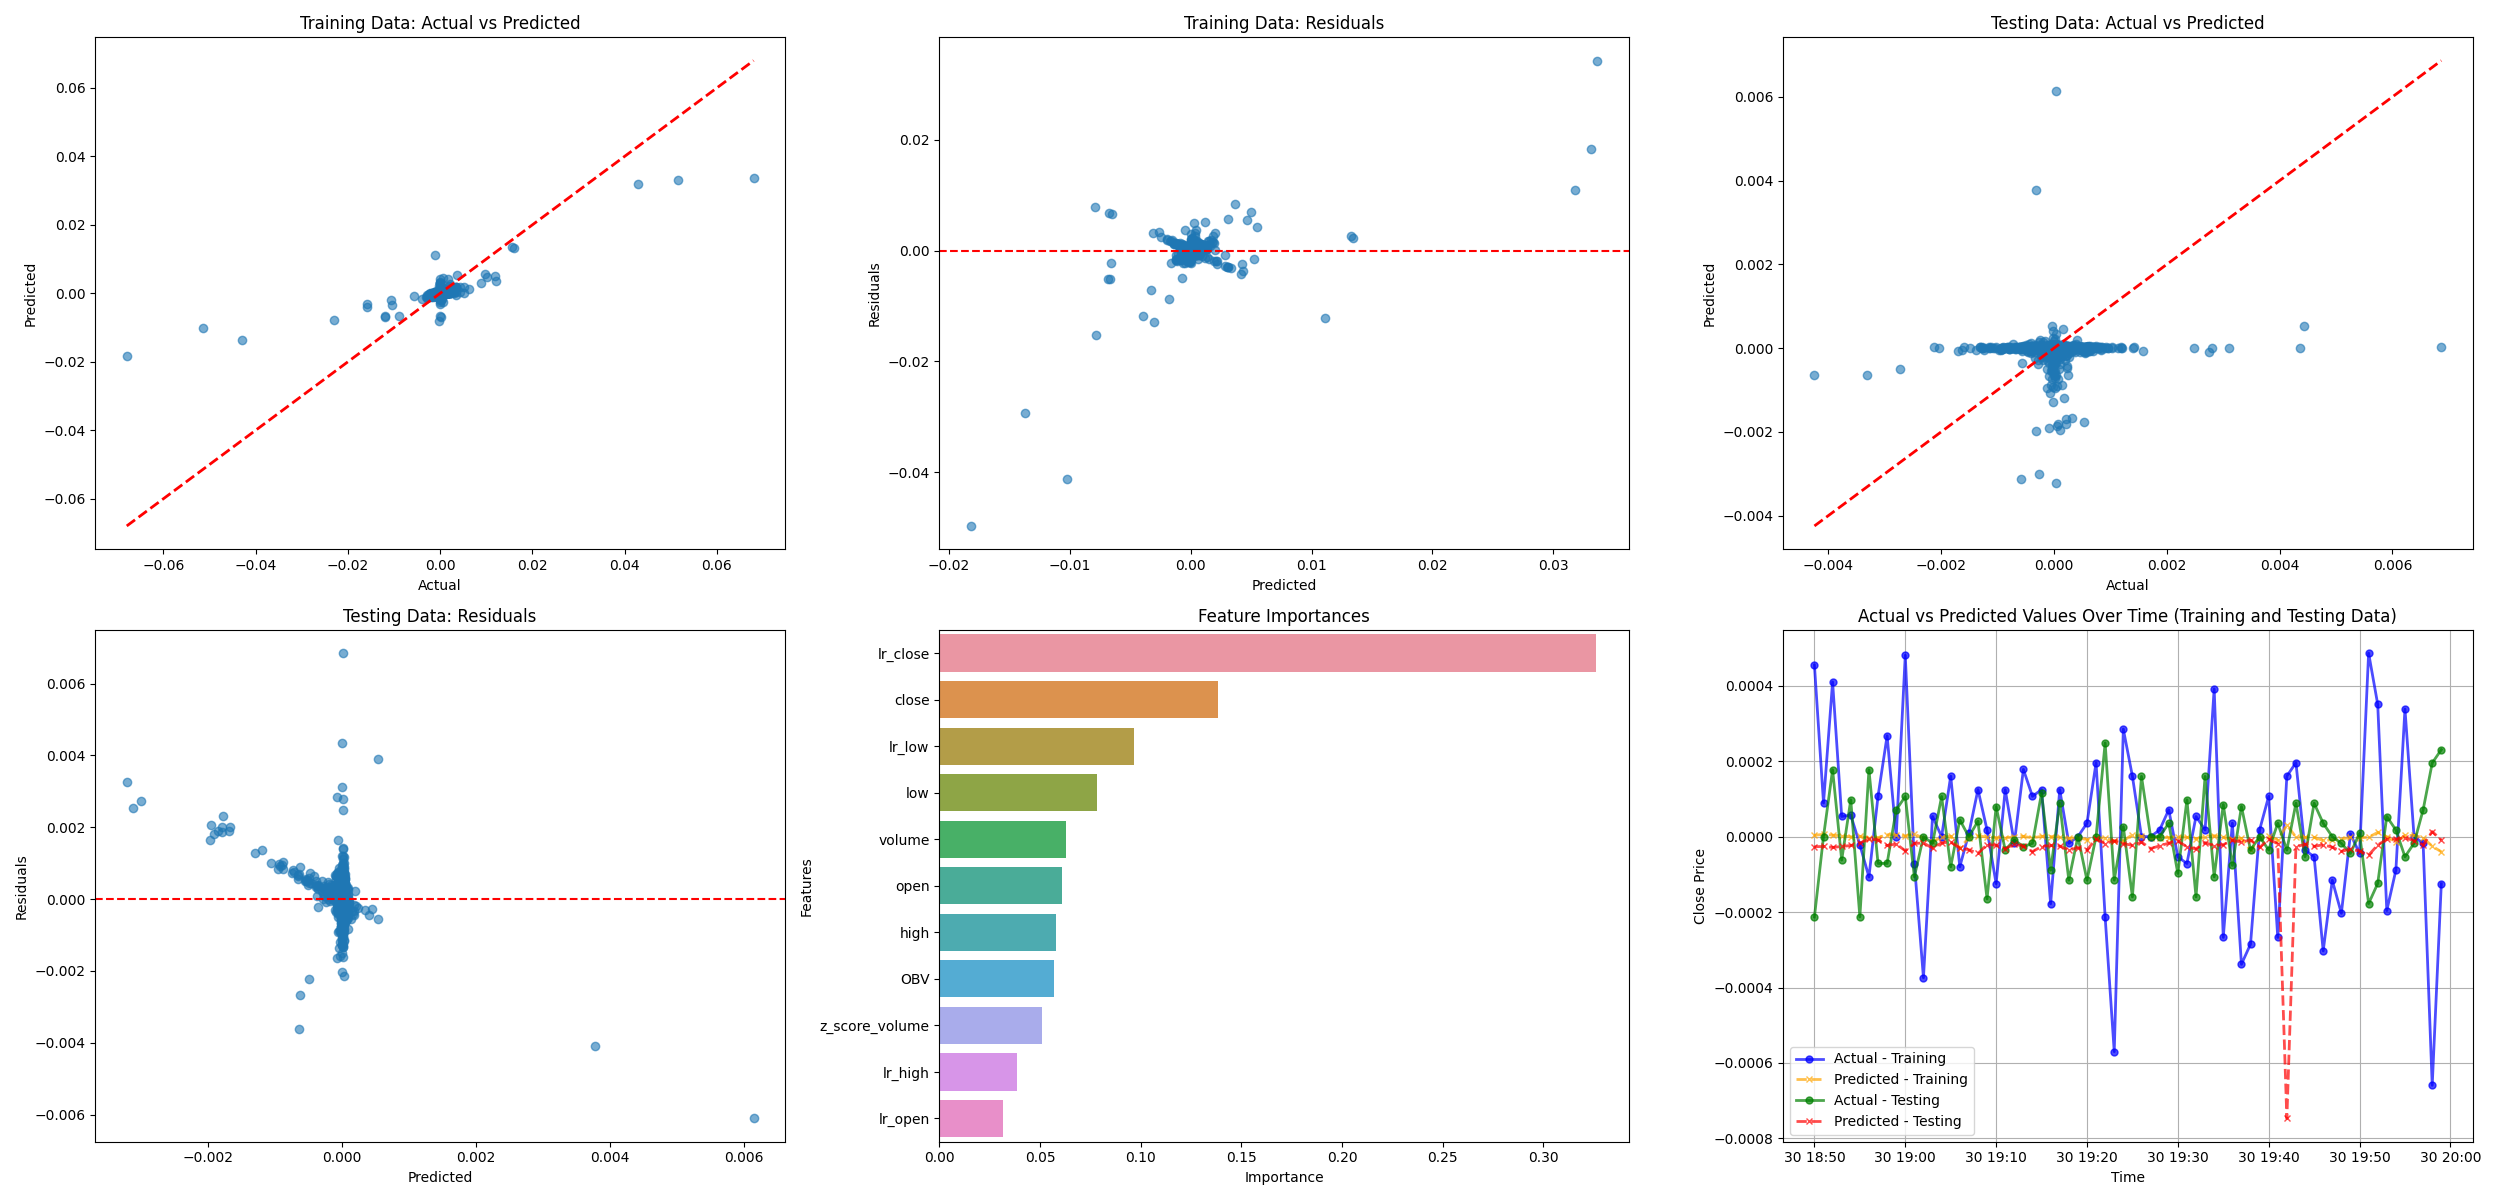 Training Data: Actual vs Predicted
0.06
0.04
0.02
0.00
−0.02
−0.04
−0.06
Predicted
−0.06
−0.04
−0.02
0.00
0.02
0.04
0.06
Actual
Training Data: Residuals
0.02
0.00
−0.02
−0.04
Residuals
−0.02
−0.01
0.00
0.01
0.02
0.03
Predicted
Testing Data: Actual vs Predicted
0.006
0.004
0.002
0.000
−0.002
−0.004
Predicted
−0.004
−0.002
0.000
0.002
0.004
0.006
Actual
Testing Data: Residuals
0.006
0.004
0.002
0.000
−0.002
−0.004
−0.006
Residuals
−0.002
0.000
0.002
0.004
0.006
Predicted
Feature Importances
lr_close
close
lr_low
low
volume
open
high
OBV
z_score_volume
lr_high
lr_open
Features
0.00
0.05
0.10
0.15
0.20
0.25
0.30
Importance
Actual vs Predicted Values Over Time (Training and Testing Data)
0.0004
0.0002
0.0000
−0.0002
−0.0004
−0.0006
−0.0008
Close Price
Actual - Training
Predicted - Training
Actual - Testing
Predicted - Testing
30 18:50
30 19:00
30 19:10
30 19:20
30 19:30
30 19:40
30 19:50
30 20:00
Time